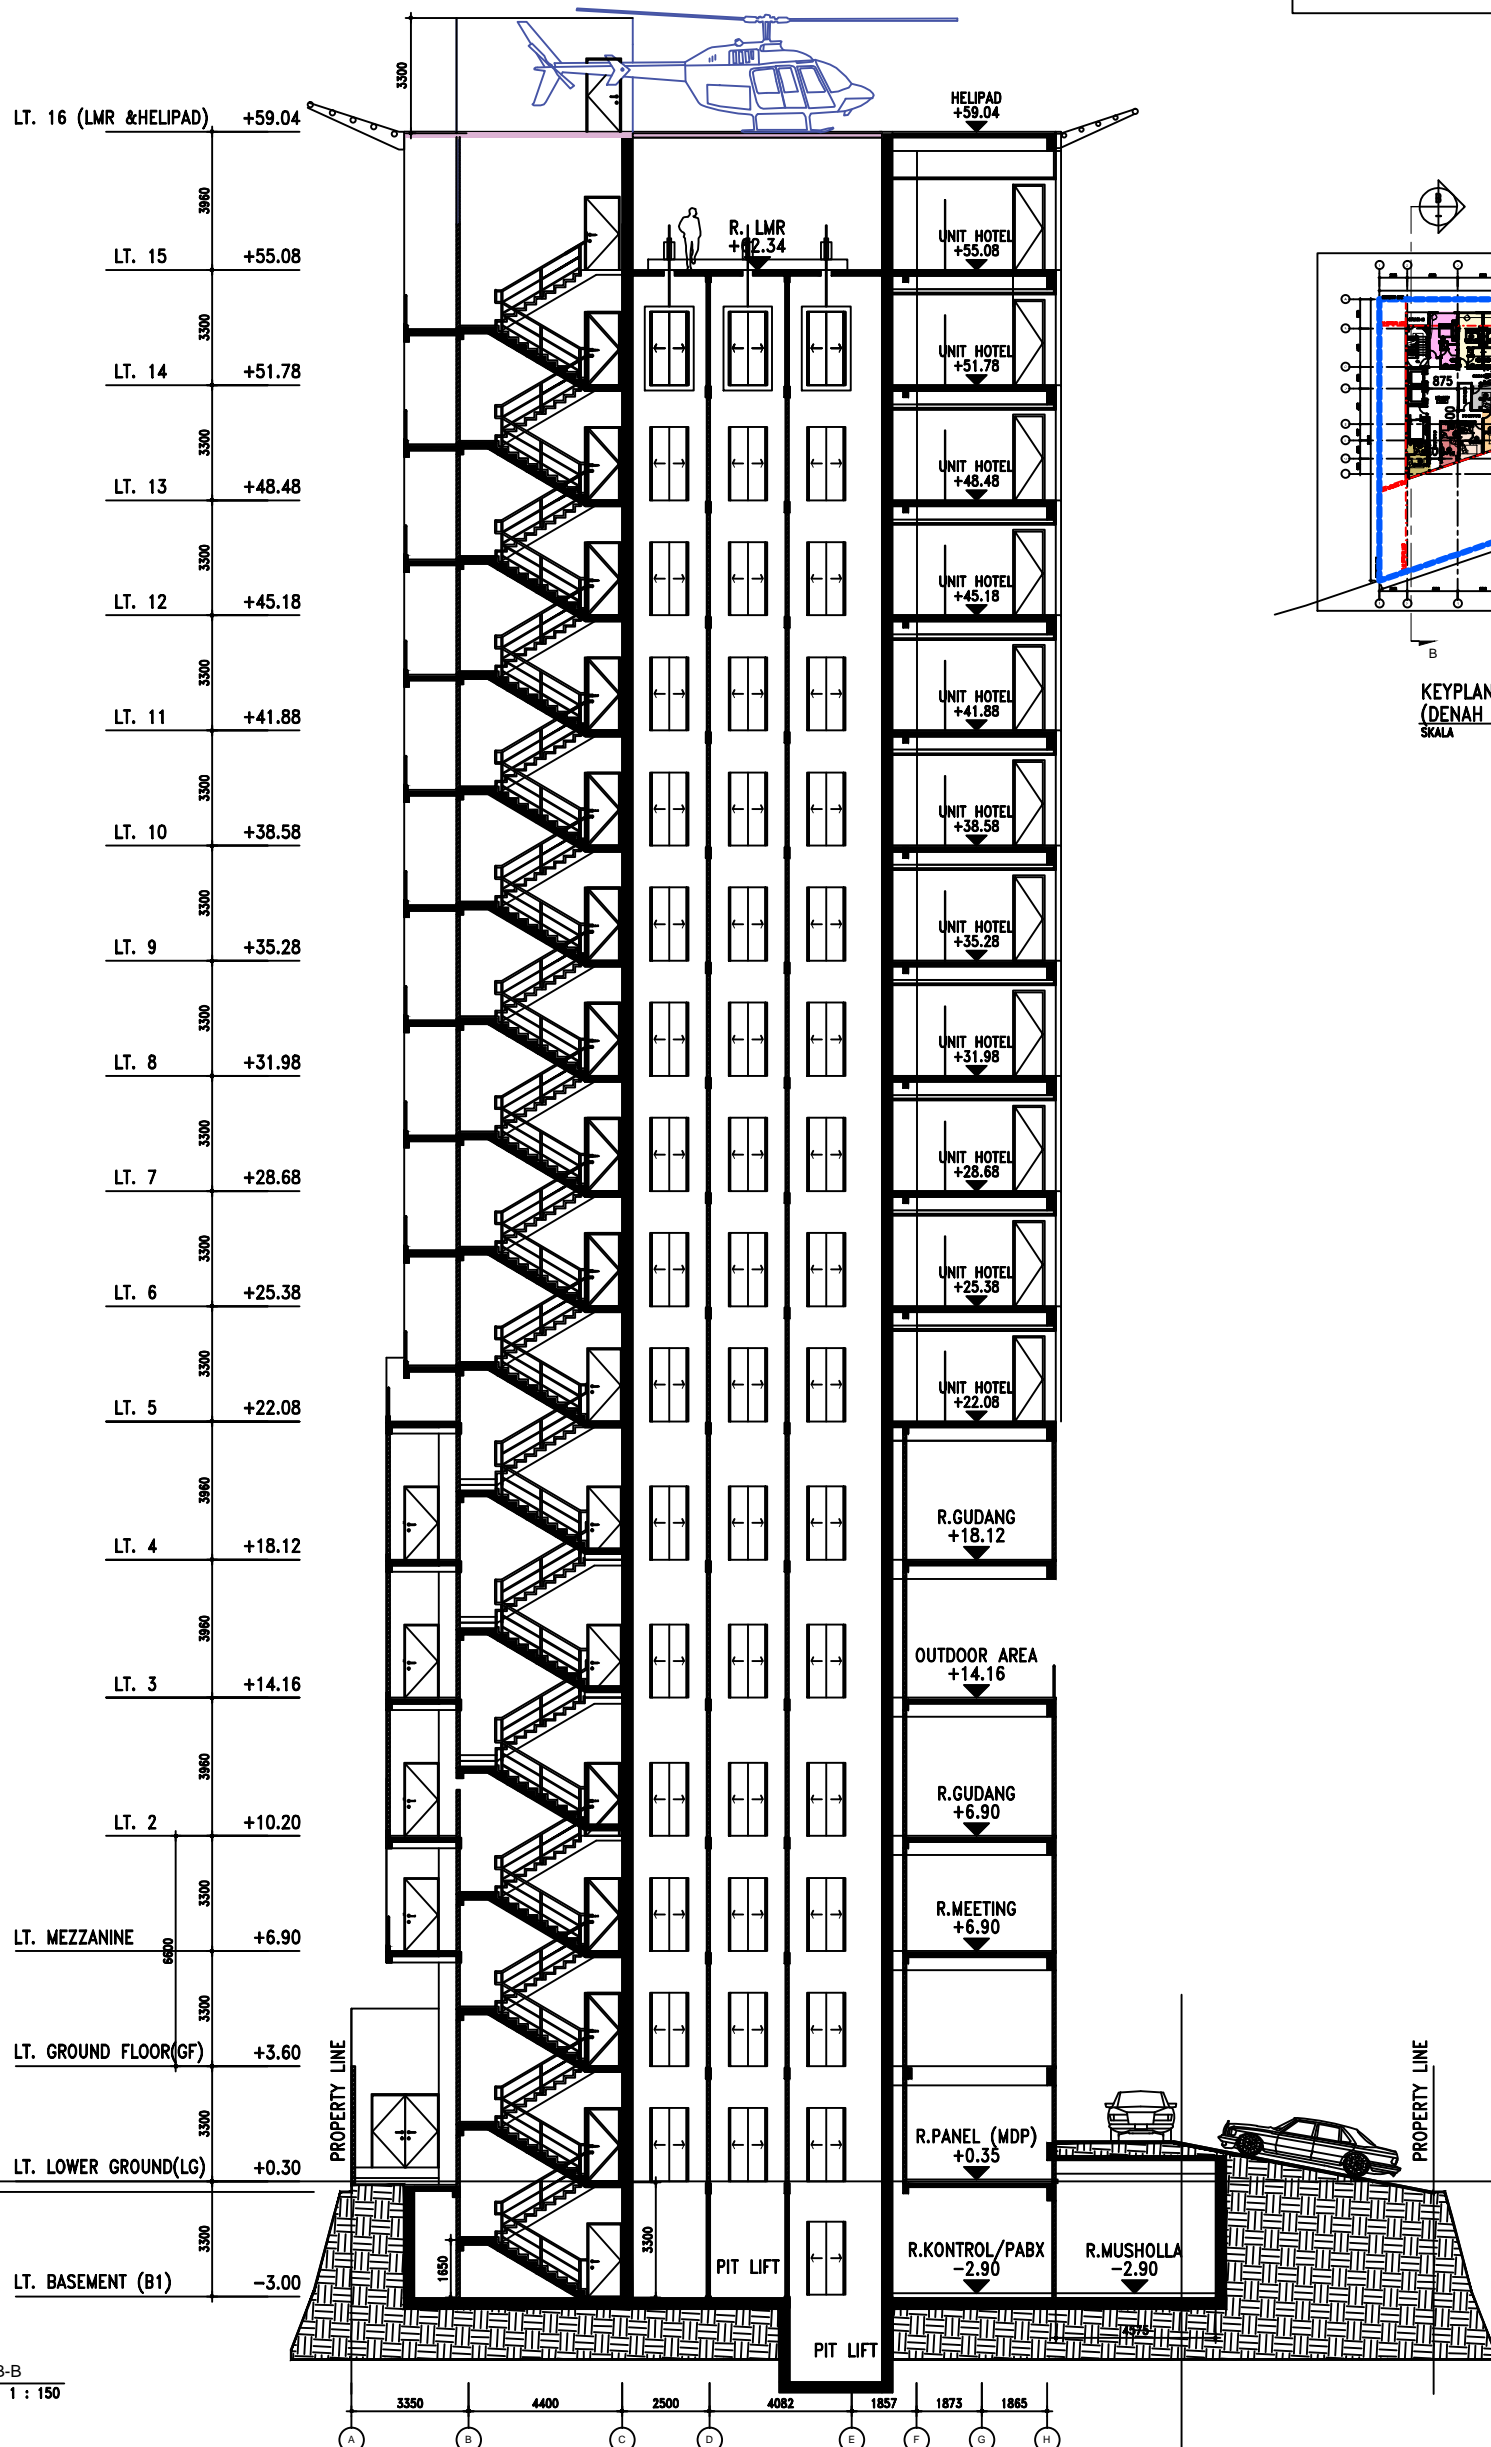 3300
HELIPAD
+59.04
LT. 16 (LMR &HELIPAD) +59.04
3960
R. LMR
UNIT HOTEL
+55.08
LT. 15 +55.08
3300
UNIT HOTEL
+51.78
LT. 14 +51.78
3300
UNIT HOTEL
+48.48
LT. 13 +48.48
3300
UNIT HOTEL
+45.18
LT. 12 +45.18
3300
UNIT HOTEL
+41.88
LT. 11 +41.88
3300
UNIT HOTEL
+38.58
LT. 10 +38.58
3300
UNIT HOTEL
+35.28
LT. 9 +35.28
3300
UNIT HOTEL
+31.98
LT. 8 +31.98
3300
UNIT HOTEL
+28.68
LT. 7 +28.68
3300
UNIT HOTEL
+25.38
LT. 6 +25.38
3300
UNIT HOTEL
+22.08
LT. 5 +22.08
3960
R.GUDANG
+18.12
LT. 4 +18.12
3960
OUTDOOR AREA
+14.16
LT. 3 +14.16
3960
R.GUDANG
+6.90
LT. 2 +10.20
3300
R.MEETING
+6.90
LT. MEZZANINE +6.90
6600
3300
LT. GROUND FLOOR(GF) +3.60
PROPERTY LINE
PROPERTY LINE
3300
R.PANEL (MDP)
+0.35
LT. LOWER GROUND(LG) +0.30
3300
1650
3300
PIT LIFT
R.KONTROL/PABX
-2.90
R.MUSHOLLA
-2.90
LT. BASEMENT (B1) -3.00
4575
PIT LIFT
B-B
1 : 150
3350 4400 2500 4082 1857 1873 1865
A B C D E F G H
B
875
B
KEYPLAN
(DENAH
SKALA